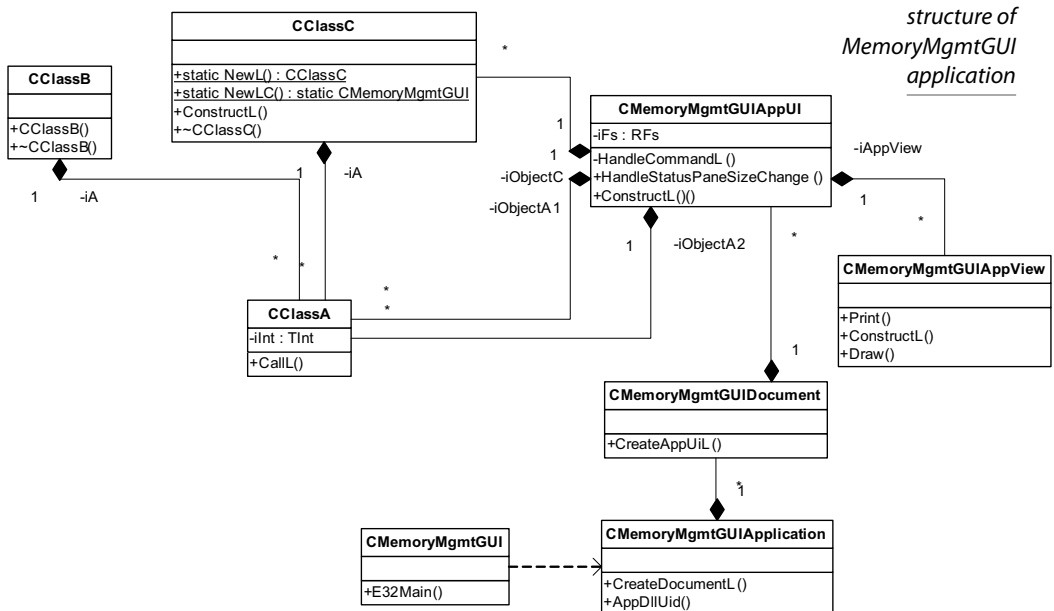 structure of
MemoryMgmtGUI
application
CClassC
+static NewL() : CClassC
+static NewLC() : static CMemoryMgmtGUI
+ConstructL()
+~CClassC()
CClassB
+CClassB()
+~CClassB()
1
-iA
1
-iA
*
*
*
1
1
-iObjectC
-iObjectA1
CMemoryMgmtGUIAppUI
-iFs : RFs
-HandleCommandL ()
+HandleStatusPaneSizeChange ()
+ConstructL()()
-iAppView
1
*
1
-iObjectA2
*
*
*
CClassA
-iInt : TInt
+CallL()
CMemoryMgmtGUIAppView
+Print()
+ConstructL()
+Draw()
1
CMemoryMgmtGUIDocument
+CreateAppUiL()
*
1
CMemoryMgmtGUI
+E32Main()
CMemoryMgmtGUIApplication
+CreateDocumentL()
+AppDllUid()